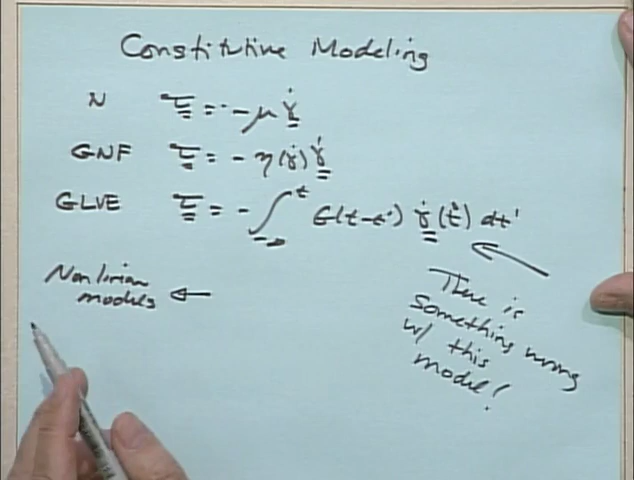 Constitutive Modeling
N τ = - μ γ̇
GNF τ = - η(γ̇) γ̇
GLVE τ = - ∫ -∞ t G(t-t') γ̇(t') dt'
Nonlinear
models ←
There is
something wrong
w/ this
model!